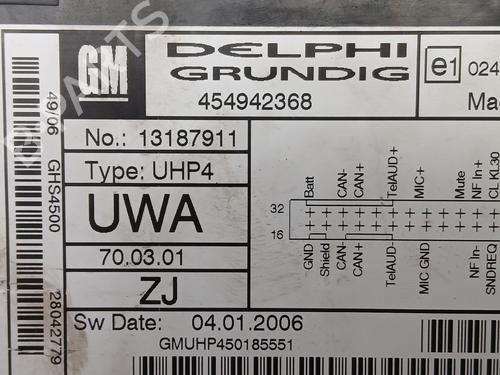 GM
DELPHI
GRUNDIG
454942368
e1
024
Mad
49/06
GHS4500
28042779
No.: 13187911
Type: UHP4
UWA
70.03.01
ZJ
Batt
CAN-
CAN+
TelAUD+
MIC+
Mute
NF In+
CL KL30
32
16
GND
Shield
CAN-
CAN+
TelAUD-
MIC GND
NF In-
SNDREQ
Sw Date: 04.01.2006
GMUHP450185551